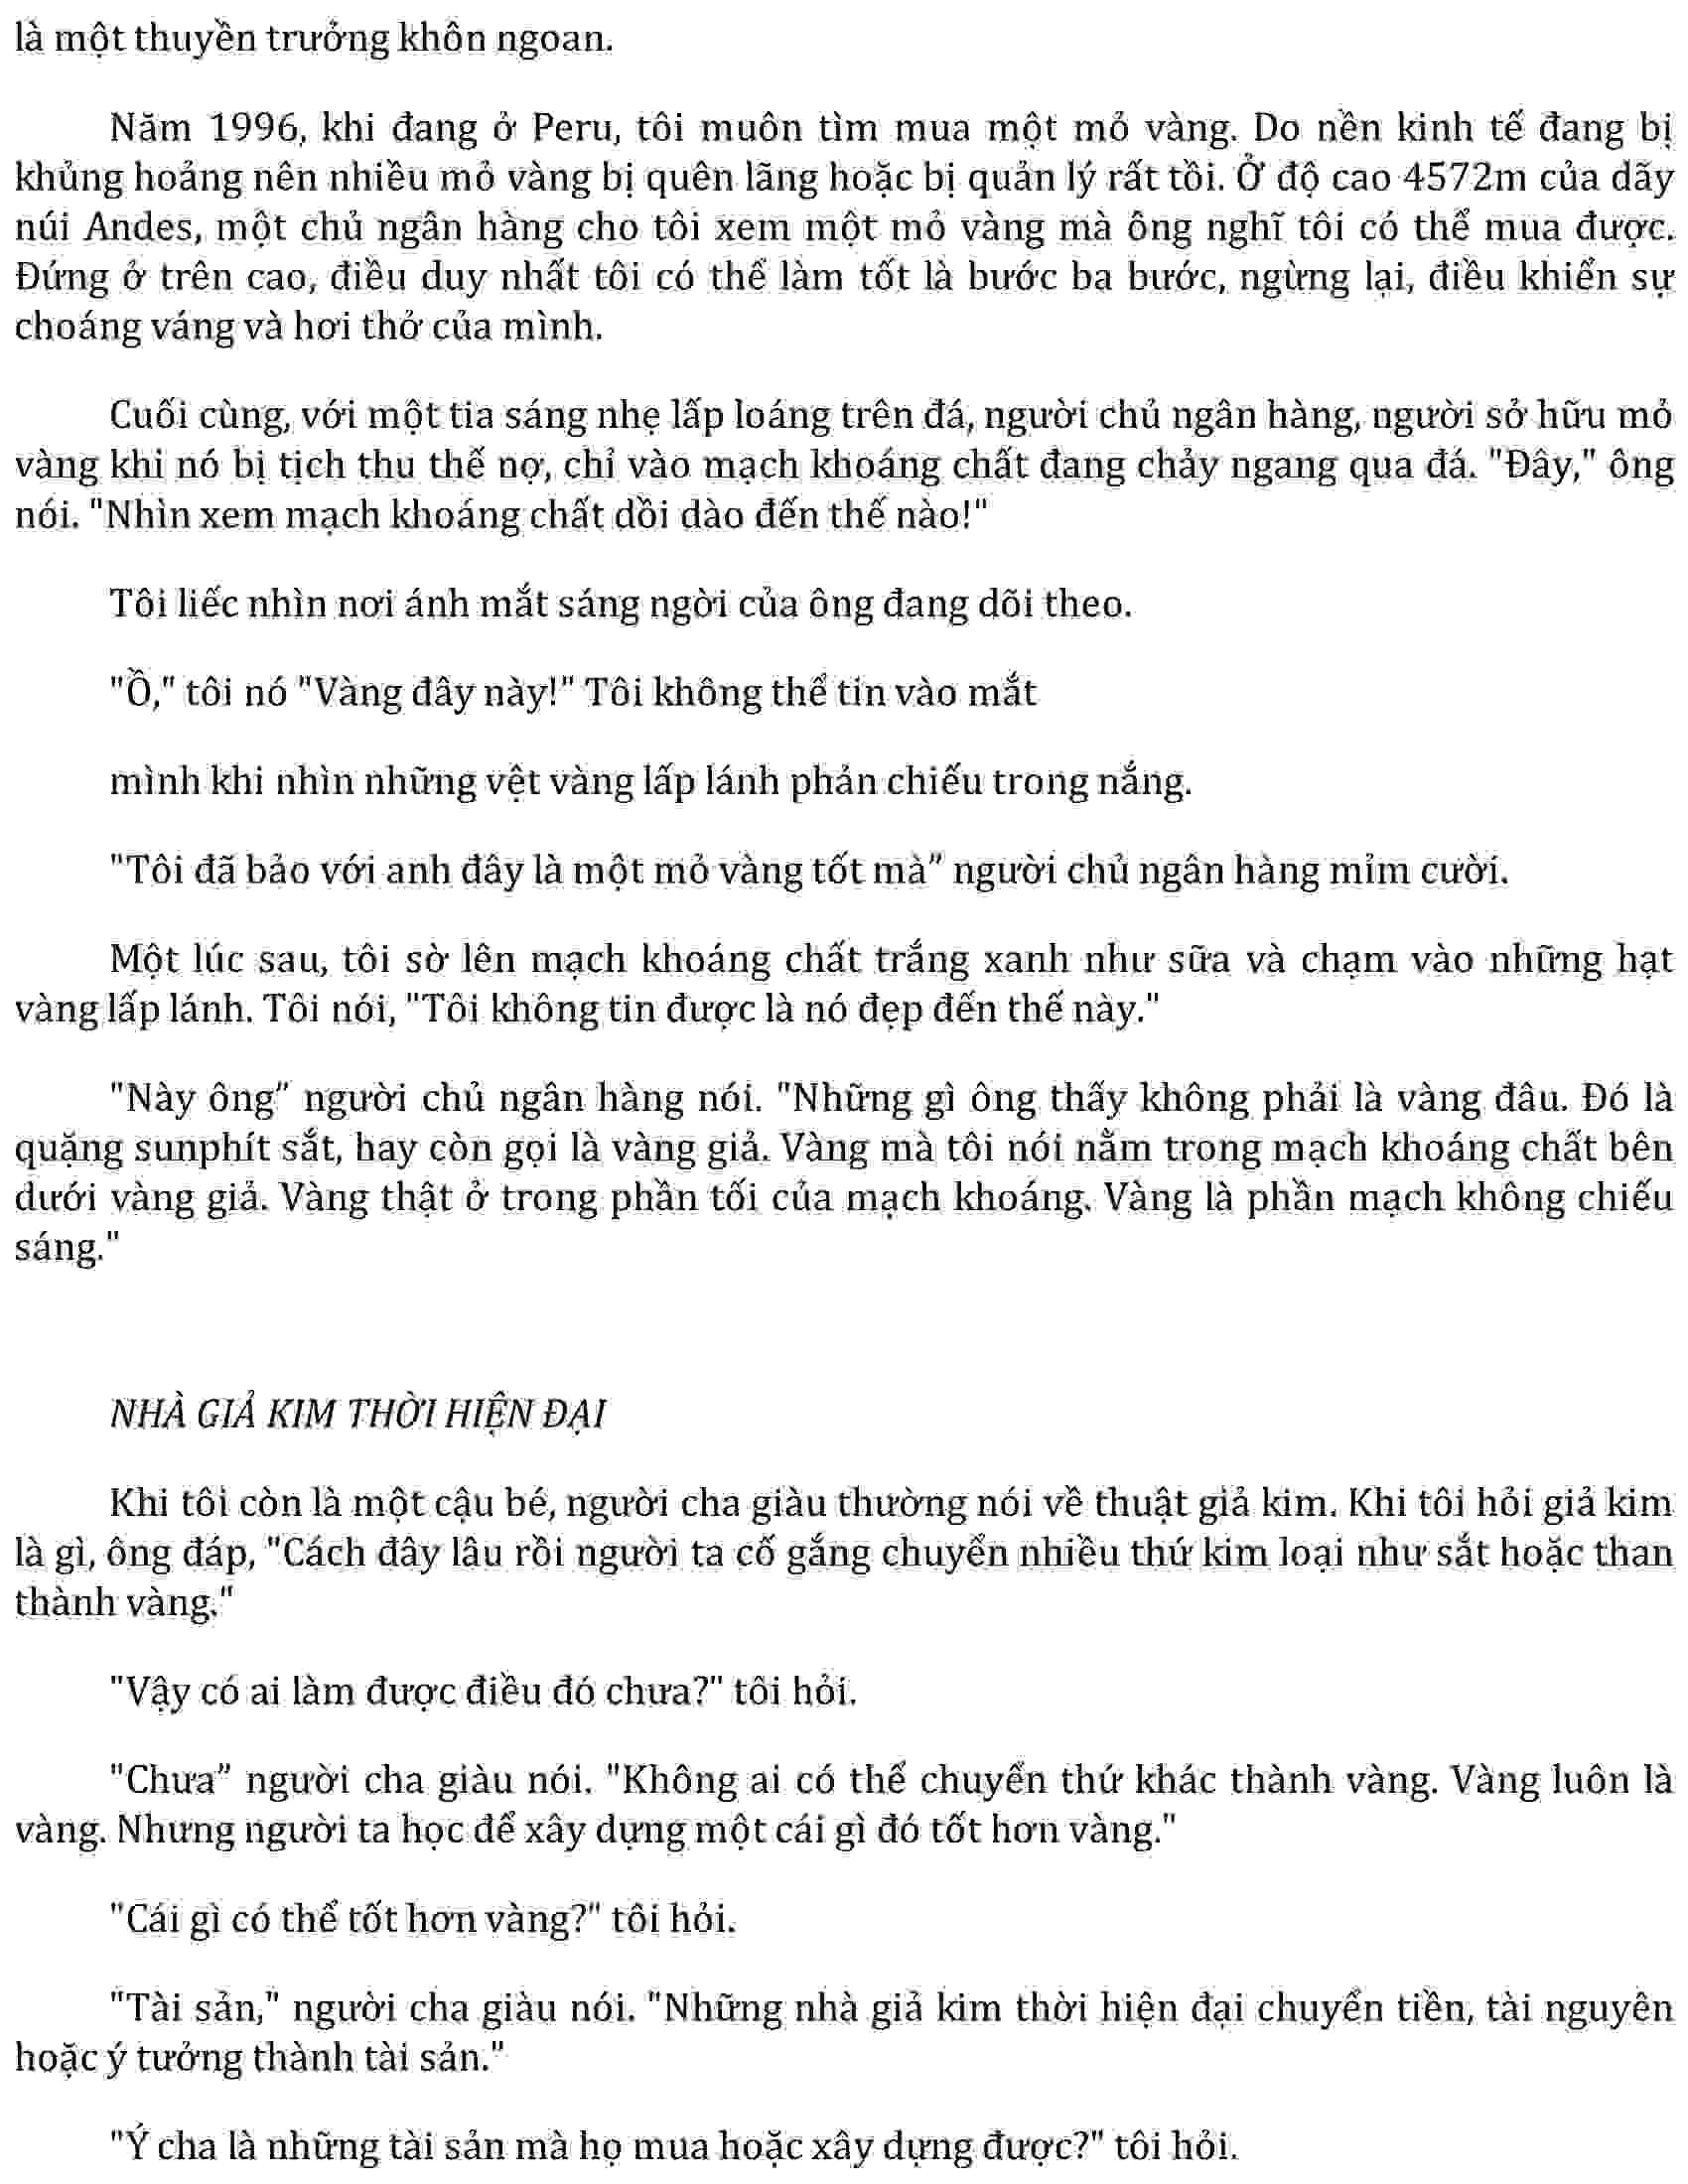 là một thuyền trưởng khôn ngoan.
Năm 1996, khi đang ở Peru, tôi muôn tìm mua một mỏ vàng. Do nền kinh tế đang bị
khủng hoảng nên nhiều mỏ vàng bị quên lãng hoặc bị quản lý rất tồi. Ở độ cao 4572m của dãy
núi Andes, một chủ ngân hàng cho tôi xem một mỏ vàng mà ông nghĩ tôi có thể mua được.
Đứng ở trên cao, điều duy nhất tôi có thể làm tốt là bước ba bước, ngừng lại, điều khiển sự
choáng váng và hơi thở của mình.
Cuối cùng, với một tia sáng nhẹ lấp loáng trên đá, người chủ ngân hàng, người sở hữu mỏ
vàng khi nó bị tịch thu thế nợ, chỉ vào mạch khoáng chất đang chảy ngang qua đá. "Đây," ông
nói. "Nhìn xem mạch khoáng chất dồi dào đến thế nào!"
Tôi liếc nhìn nơi ánh mắt sáng ngời của ông đang dõi theo.
"Ồ," tôi nó "Vàng đây này!" Tôi không thể tin vào mắt
mình khi nhìn những vệt vàng lấp lánh phản chiếu trong nắng.
"Tôi đã bảo với anh đây là một mỏ vàng tốt mà" người chủ ngân hàng mỉm cười.
Một lúc sau, tôi sờ lên mạch khoáng chất trắng xanh như sữa và chạm vào những hạt
vàng lấp lánh. Tôi nói, "Tôi không tin được là nó đẹp đến thế này."
"Này ông" người chủ ngân hàng nói. "Những gì ông thấy không phải là vàng đâu. Đó là
quặng sunphít sắt, hay còn gọi là vàng giả. Vàng mà tôi nói nằm trong mạch khoáng chất bên
dưới vàng giả. Vàng thật ở trong phần tối của mạch khoáng. Vàng là phần mạch không chiếu
sáng."
NHÀ GIẢ KIM THỜI HIỆN ĐẠI
Khi tôi còn là một cậu bé, người cha giàu thường nói về thuật giả kim. Khi tôi hỏi giả kim
là gì, ông đáp, "Cách đây lâu rồi người ta cố gắng chuyển nhiều thứ kim loại như sắt hoặc than
thành vàng."
"Vậy có ai làm được điều đó chưa?" tôi hỏi.
"Chưa" người cha giàu nói. "Không ai có thể chuyển thứ khác thành vàng. Vàng luôn là
vàng. Nhưng người ta học để xây dựng một cái gì đó tốt hơn vàng."
"Cái gì có thể tốt hơn vàng?" tôi hỏi.
"Tài sản," người cha giàu nói. "Những nhà giả kim thời hiện đại chuyển tiền, tài nguyên
hoặc ý tưởng thành tài sản."
"Ý cha là những tài sản mà họ mua hoặc xây dựng được?" tôi hỏi.